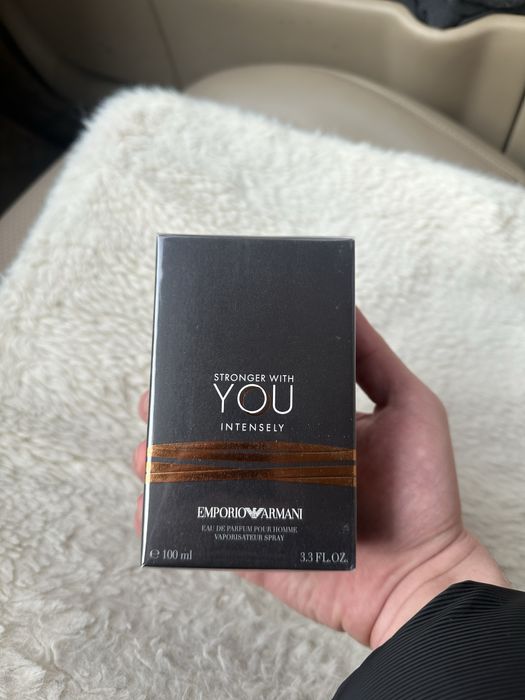 STRONGER WITH
YOU
INTENSELY
EMPORIO ARMANI
EAU DE PARFUM POUR HOMME
VAPORISATEUR SPRAY
℮ 100 ml 3.3 FL.OZ.